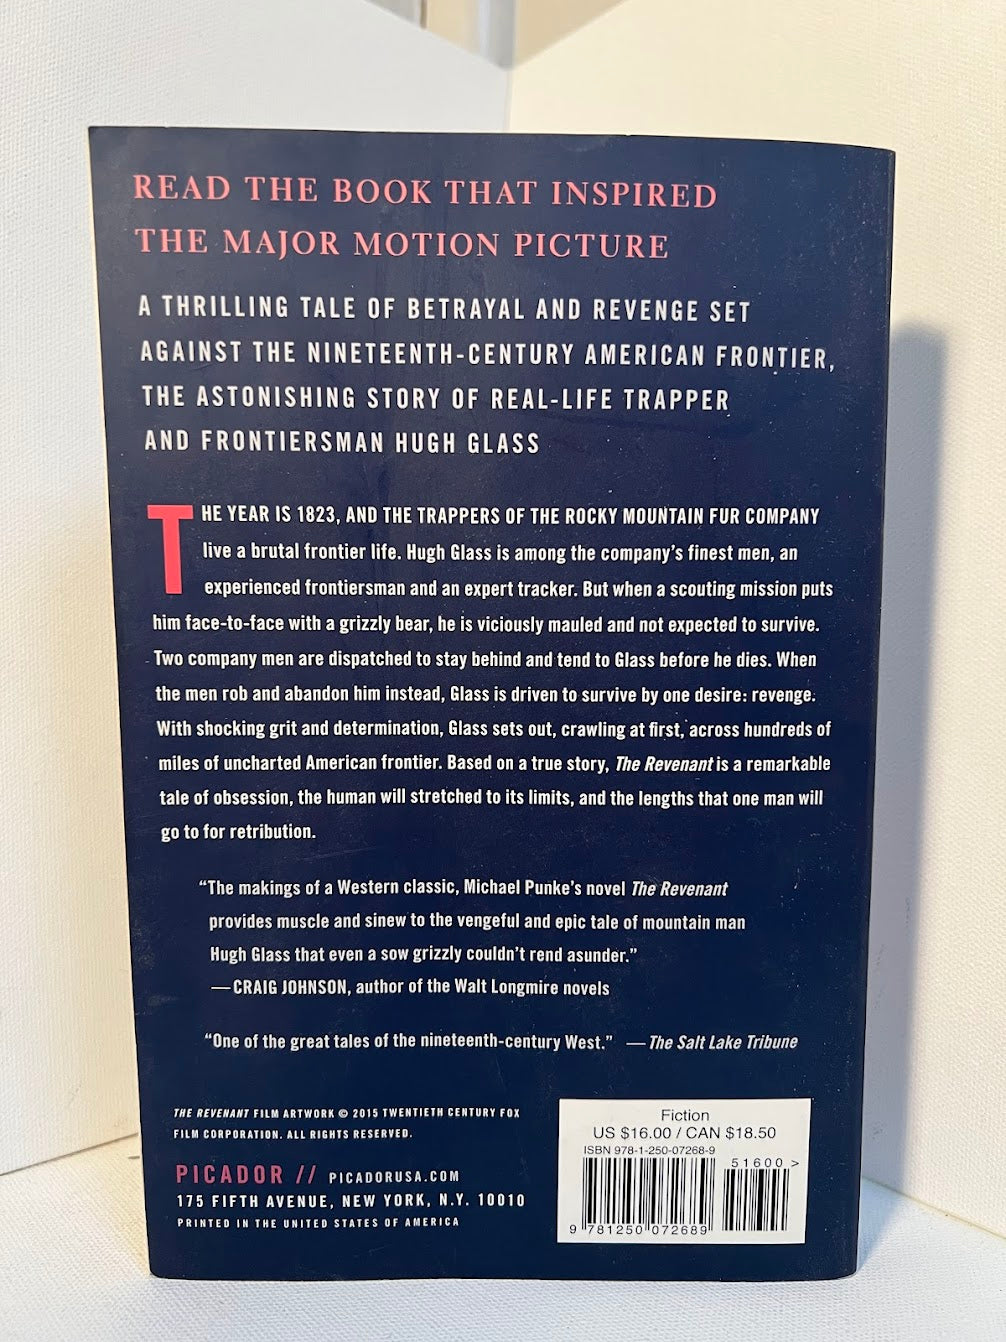 READ THE BOOK THAT INSPIRED
THE MAJOR MOTION PICTURE
A THRILLING TALE OF BETRAYAL AND REVENGE SET
AGAINST THE NINETEENTH-CENTURY AMERICAN FRONTIER,
THE ASTONISHING STORY OF REAL-LIFE TRAPPER
AND FRONTIERSMAN HUGH GLASS
THE YEAR IS 1823, AND THE TRAPPERS OF THE ROCKY MOUNTAIN FUR COMPANY
live a brutal frontier life. Hugh Glass is among the company's finest men, an
experienced frontiersman and an expert tracker. But when a scouting mission puts
him face-to-face with a grizzly bear, he is viciously mauled and not expected to survive.
Two company men are dispatched to stay behind and tend to Glass before he dies. When
the men rob and abandon him instead, Glass is driven to survive by one desire: revenge.
With shocking grit and determination, Glass sets out, crawling at first, across hundreds of
miles of uncharted American frontier. Based on a true story, The Revenant is a remarkable
tale of obsession, the human will stretched to its limits, and the lengths that one man will
go to for retribution.
"The makings of a Western classic, Michael Punke's novel The Revenant
provides muscle and sinew to the vengeful and epic tale of mountain man
Hugh Glass that even a sow grizzly couldn't rend asunder."
—CRAIG JOHNSON, author of the Walt Longmire novels
"One of the great tales of the nineteenth-century West." —The Salt Lake Tribune
THE REVENANT FILM ARTWORK © 2015 TWENTIETH CENTURY FOX
FILM CORPORATION. ALL RIGHTS RESERVED.
PICADOR // PICADORUSA.COM
175 FIFTH AVENUE, NEW YORK, N.Y. 10010
PRINTED IN THE UNITED STATES OF AMERICA
Fiction
US $16.00 / CAN $18.50
ISBN 978-1-250-07268-9
51600 >
9 781250 072689